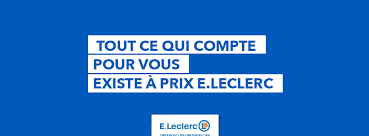 TOUT CE QUI COMPTE
POUR VOUS
EXISTE À PRIX E.LECLERC
E.Leclerc L